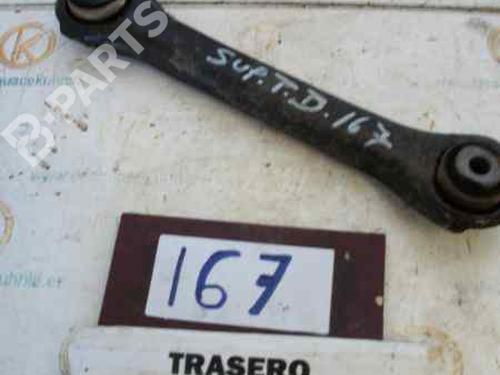 B-PARTS
SUP.T.D.167
167
TRASERO